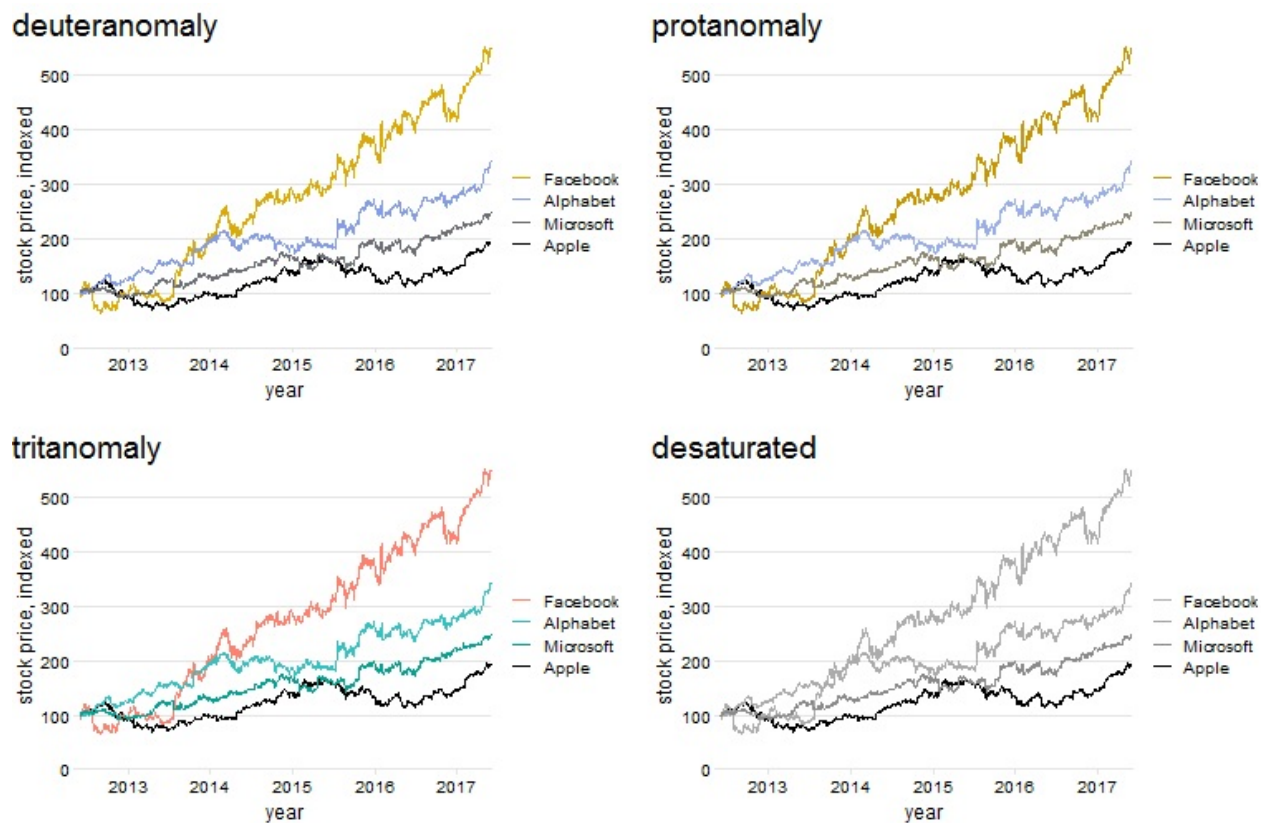 deuteranomaly
stock price, indexed
500
400
300
200
100
0
2013 2014 2015 2016 2017
year
Facebook
Alphabet
Microsoft
Apple
protanomaly
stock price, indexed
500
400
300
200
100
0
2013 2014 2015 2016 2017
year
Facebook
Alphabet
Microsoft
Apple
tritanomaly
stock price, indexed
500
400
300
200
100
0
2013 2014 2015 2016 2017
year
Facebook
Alphabet
Microsoft
Apple
desaturated
stock price, indexed
500
400
300
200
100
0
2013 2014 2015 2016 2017
year
Facebook
Alphabet
Microsoft
Apple